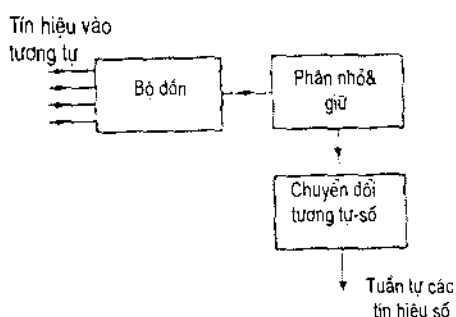 Tín hiệu vào
tương tự
Bộ dồn
Phân nhỏ&
giữ
Chuyển đổi
tương tự-số
Tuần tự các
tín hiệu số